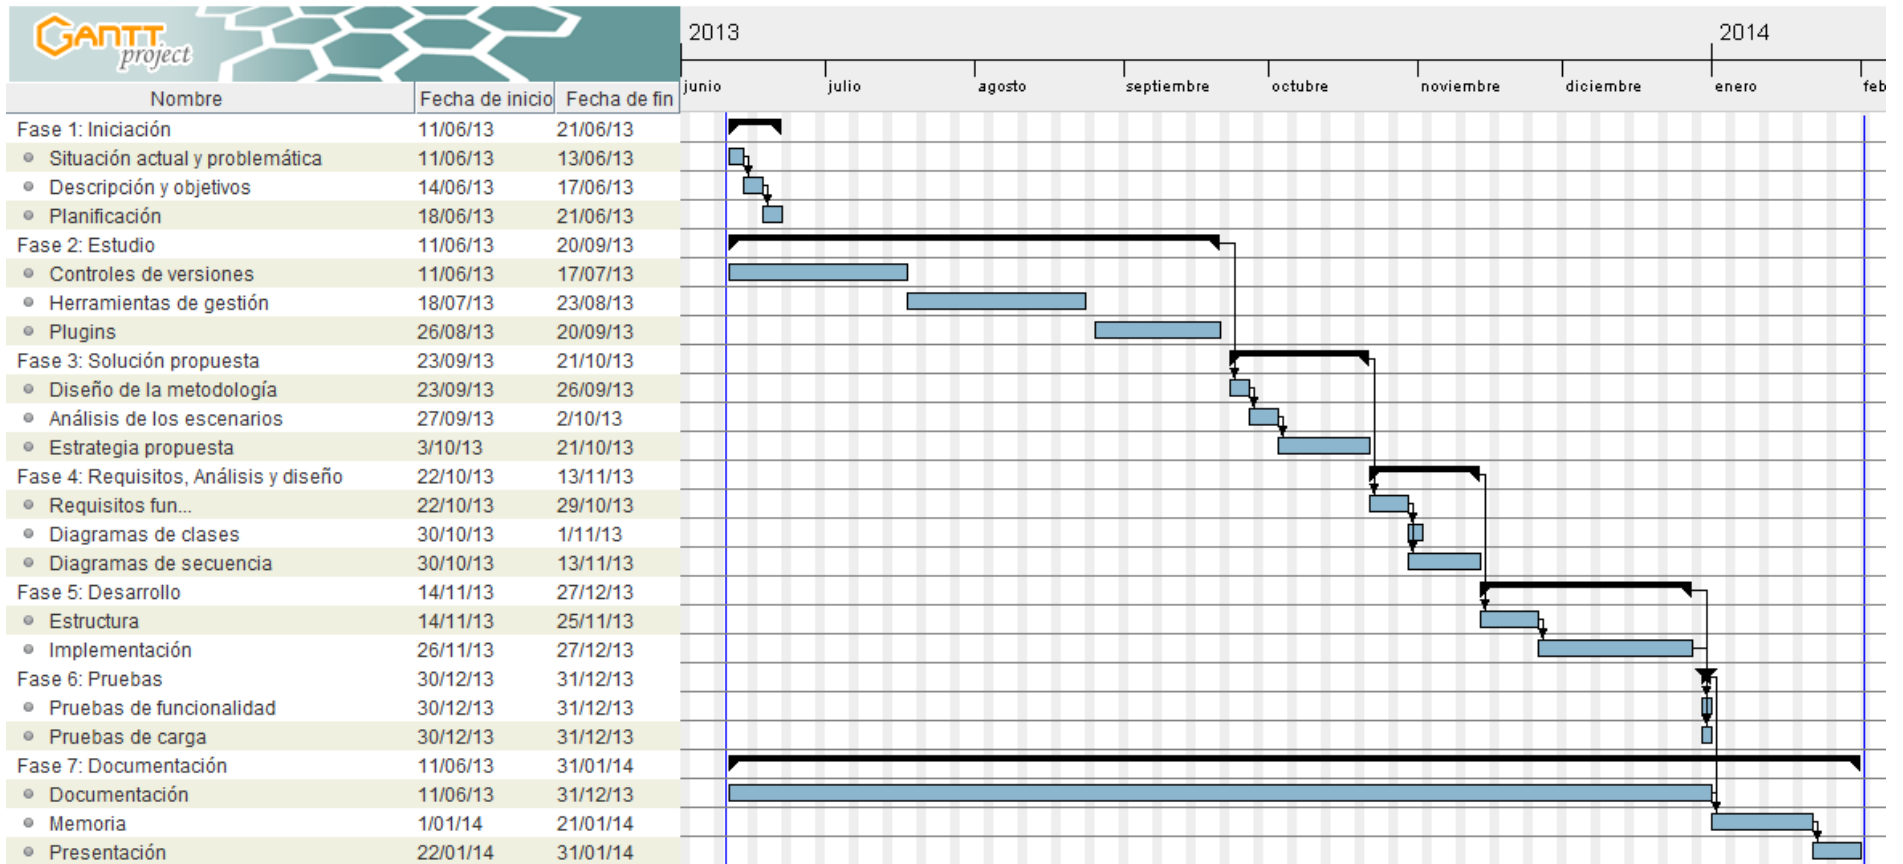 GANTT
project
2013 2014
junio julio agosto septiembre octubre noviembre diciembre enero feb
Nombre Fecha de inicio Fecha de fin
Fase 1: Iniciación 11/06/13 21/06/13
Situación actual y problemática 11/06/13 13/06/13
Descripción y objetivos 14/06/13 17/06/13
Planificación 18/06/13 21/06/13
Fase 2: Estudio 11/06/13 20/09/13
Controles de versiones 11/06/13 17/07/13
Herramientas de gestión 18/07/13 23/08/13
Plugins 26/08/13 20/09/13
Fase 3: Solución propuesta 23/09/13 21/10/13
Diseño de la metodología 23/09/13 26/09/13
Análisis de los escenarios 27/09/13 2/10/13
Estrategia propuesta 3/10/13 21/10/13
Fase 4: Requisitos, Análisis y diseño 22/10/13 13/11/13
Requisitos fun... 22/10/13 29/10/13
Diagramas de clases 30/10/13 1/11/13
Diagramas de secuencia 30/10/13 13/11/13
Fase 5: Desarrollo 14/11/13 27/12/13
Estructura 14/11/13 25/11/13
Implementación 26/11/13 27/12/13
Fase 6: Pruebas 30/12/13 31/12/13
Pruebas de funcionalidad 30/12/13 31/12/13
Pruebas de carga 30/12/13 31/12/13
Fase 7: Documentación 11/06/13 31/01/14
Documentación 11/06/13 31/12/13
Memoria 1/01/14 21/01/14
Presentación 22/01/14 31/01/14